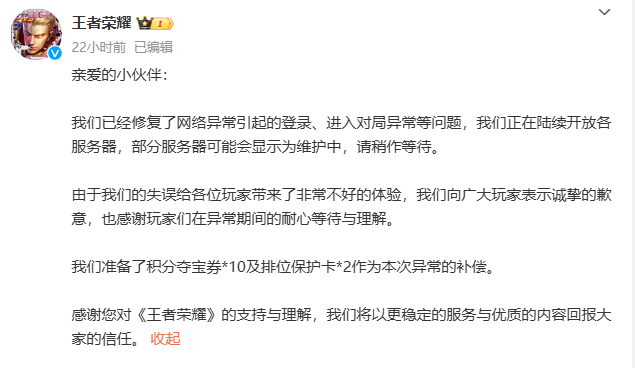 王者荣耀 1
22小时前 已编辑
亲爱的小伙伴：
我们已经修复了网络异常引起的登录、进入对局异常等问题，我们正在陆续开放各
服务器，部分服务器可能会显示为维护中，请稍作等待。
由于我们的失误给各位玩家带来了非常不好的体验，我们向广大玩家表示诚挚的歉
意，也感谢玩家们在异常期间的耐心等待与理解。
我们准备了积分夺宝券*10及排位保护卡*2作为本次异常的补偿。
感谢您对《王者荣耀》的支持与理解，我们将以更稳定的服务与优质的内容回报大
家的信任。 收起